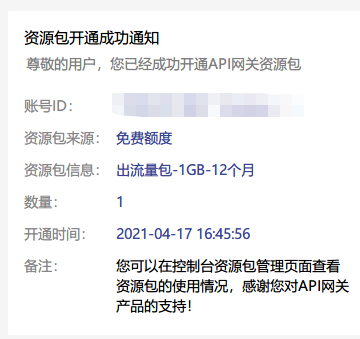 资源包开通成功通知
尊敬的用户，您已经成功开通API网关资源包
账号ID：
资源包来源： 免费额度
资源包信息： 出流量包-1GB-12个月
数量： 1
开通时间： 2021-04-17 16:45:56
备注： 您可以在控制台资源包管理页面查看
资源包的使用情况，感谢您对API网关
产品的支持！